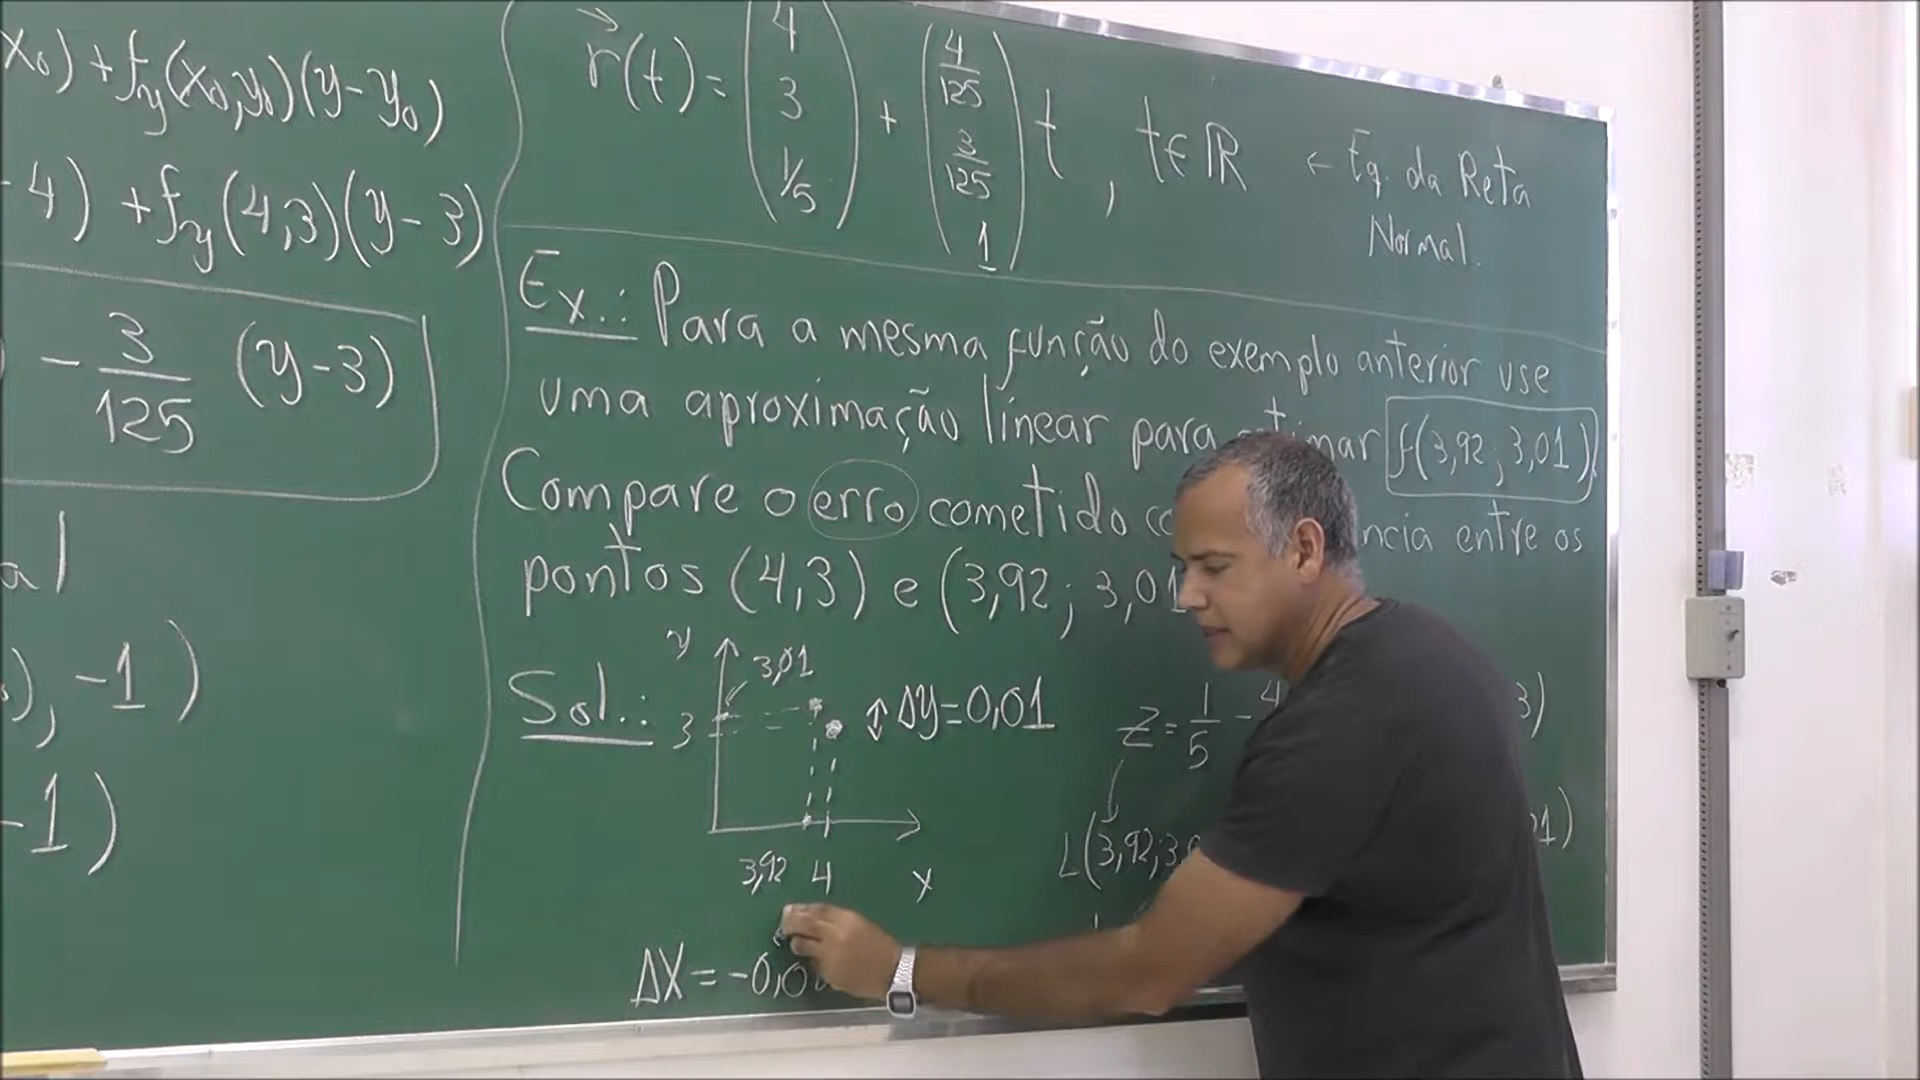 x₀) + fy(x₀,y₀)(y-y₀)
-4) + fy(4,3)(y-3)
) - 3/125 (y-3)
al
), -1)
-1)
r⃗(t) = (4 3 1/5) + (4/125 3/125 1) t , t∈ℝ ← Eq. da Reta
Normal.
Ex.: Para a mesma função do exemplo anterior use
uma aproximação linear para estimar f(3,92; 3,01).
Compare o erro cometido ncia entre os
pontos (4,3) e (3,92; 3,01
Sol.:
y
3,01
3
Δy=0,01
3,92 4 x
ΔX = -0,0
z = 1/5 - 4 3)
L(3,92;3,0 01)